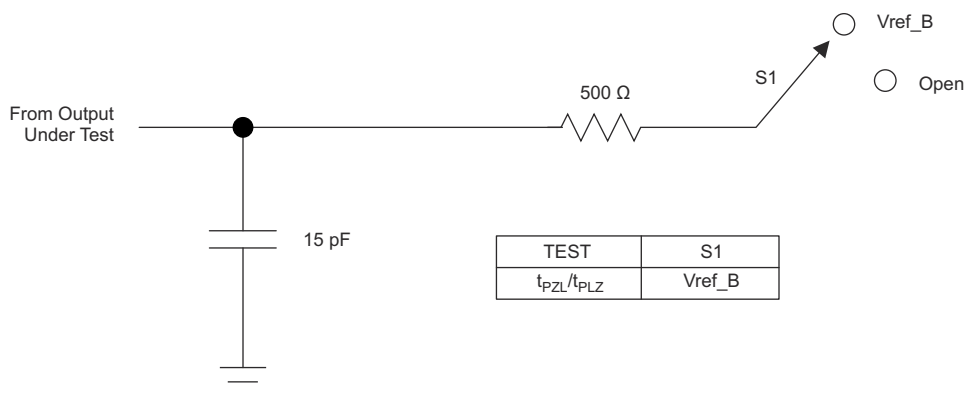 Vref_B
S1
Open
500 Ω
From Output
Under Test
15 pF
TEST S1
tPZL/tPLZ Vref_B